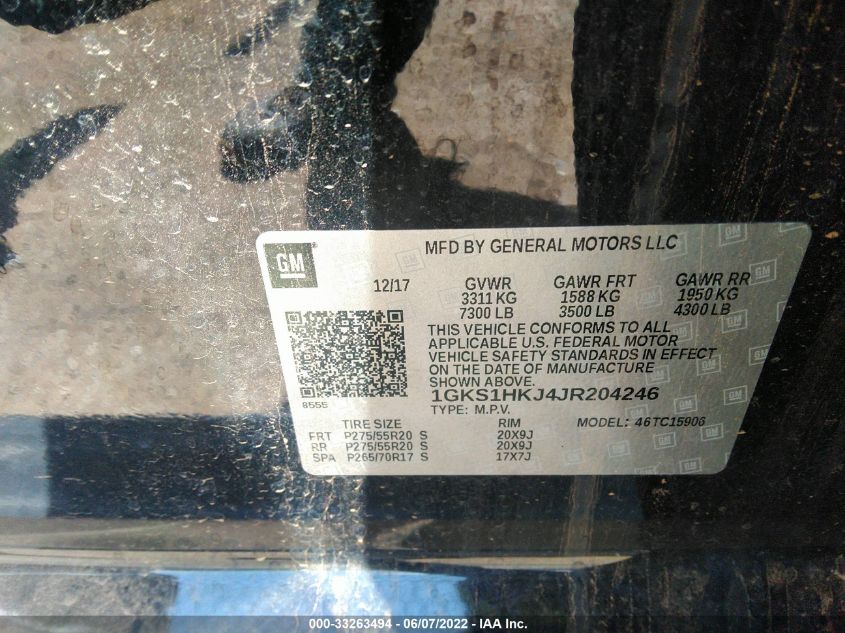 GM
MFD BY GENERAL MOTORS LLC
12/17 GVWR GAWR FRT GAWR RR
3311 KG 1588 KG 1950 KG
7300 LB 3500 LB 4300 LB
THIS VEHICLE CONFORMS TO ALL
APPLICABLE U.S. FEDERAL MOTOR
VEHICLE SAFETY STANDARDS IN EFFECT
ON THE DATE OF MANUFACTURE
SHOWN ABOVE.
8555
1GKS1HKJ4JR204246
TYPE: M.P.V.
TIRE SIZE RIM MODEL: 46TC15906
FRT P275/55R20 S 20X9J
RR P275/55R20 S 20X9J
SPA P265/70R17 S 17X7J
000-33263494 - 06/07/2022 - IAA Inc.